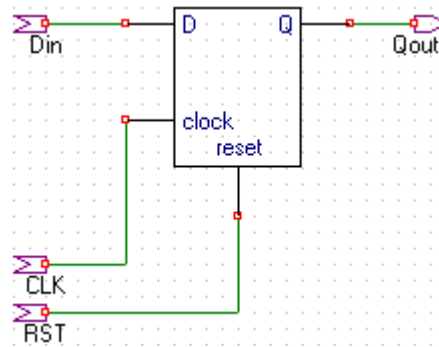 D Q
Din Qout
clock
reset
CLK
RST